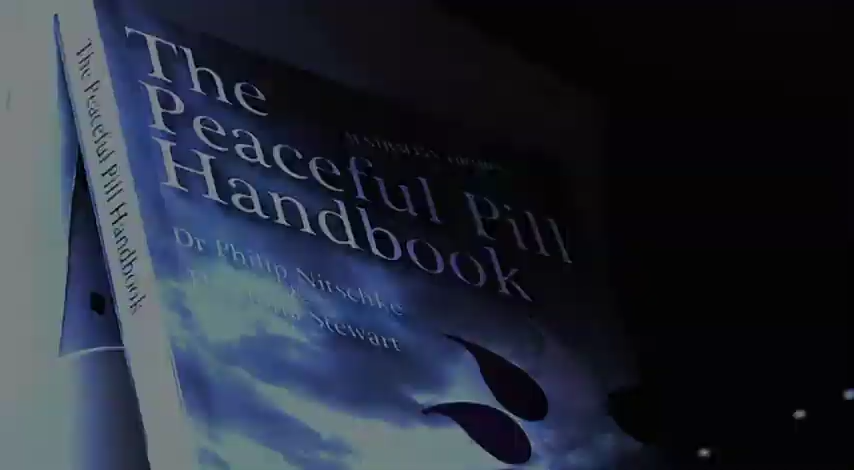 The Peaceful Pill Handbook
The
Peaceful Pill
Handbook
Dr Philip Nitschke
Stewart